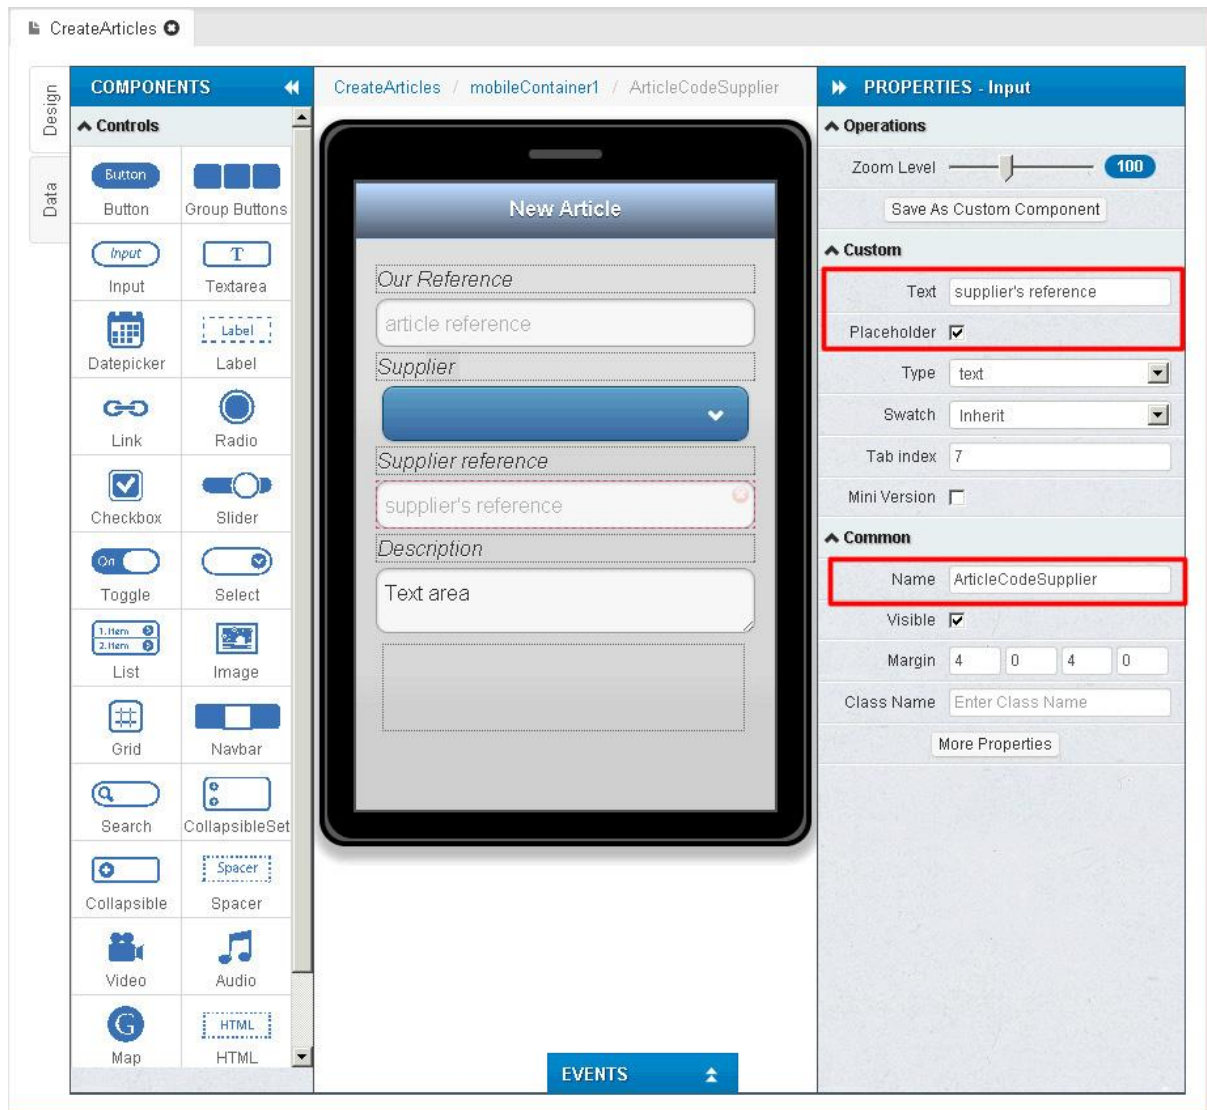 CreateArticles
Design
Data
COMPONENTS
Controls
Button
Button Group Buttons
Input T
Input Textarea
Label
Datepicker Label
Link Radio
Checkbox Slider
On
Toggle Select
1.Item
2.Item
List Image
Grid Navbar
Search CollapsibleSet
Spacer
Collapsible Spacer
Video Audio
G HTML
Map HTML
CreateArticles / mobileContainer1 / ArticleCodeSupplier
New Article
Our Reference
article reference
Supplier
Supplier reference
supplier's reference
Description
Text area
EVENTS
PROPERTIES - Input
Operations
Zoom Level 100
Save As Custom Component
Custom
Text supplier's reference
Placeholder
Type text
Swatch Inherit
Tab index 7
Mini Version
Common
Name ArticleCodeSupplier
Visible
Margin 4 0 4 0
Class Name Enter Class Name
More Properties